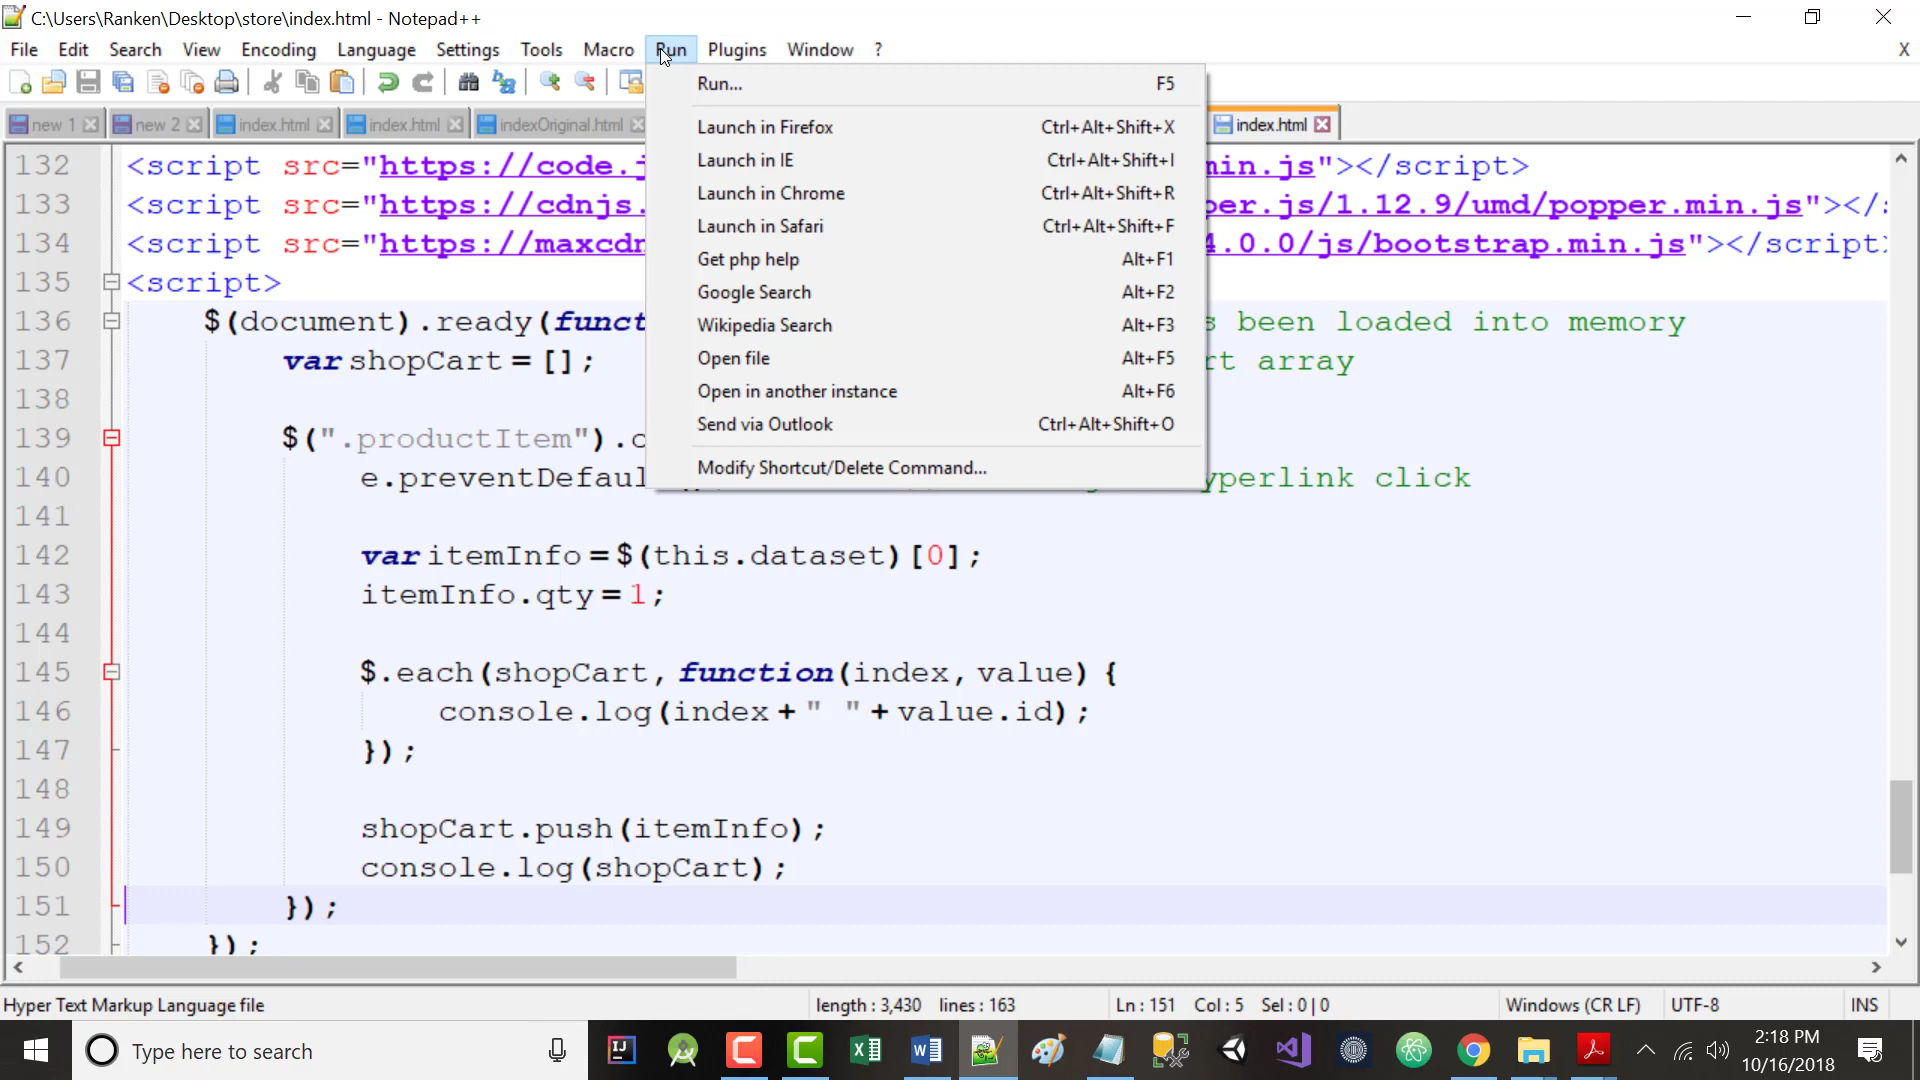 C:\Users\Ranken\Desktop\store\index.html - Notepad++
File Edit Search View Encoding Language Settings Tools Macro Run Plugins Window ? X
Run... F5
Launch in Firefox Ctrl+Alt+Shift+X
Launch in IE Ctrl+Alt+Shift+I
Launch in Chrome Ctrl+Alt+Shift+R
Launch in Safari Ctrl+Alt+Shift+F
Get php help Alt+F1
Google Search Alt+F2
Wikipedia Search Alt+F3
Open file Alt+F5
Open in another instance Alt+F6
Send via Outlook Ctrl+Alt+Shift+O
Modify Shortcut/Delete Command...
new 1 new 2 index.html index.html indexOriginal.html index.html
132 <script src="https://code.j min.js"></script>
133 <script src="https://cdnjs. per.js/1.12.9/umd/popper.min.js"></
134 <script src="https://maxcdn 4.0.0/js/bootstrap.min.js"></script
135 <script>
136 $(document).ready(funct s been loaded into memory
137 var shopCart = []; rt array
138
139 $(".productItem").
140 e.preventDefaul yperlink click
141
142 var itemInfo = $(this.dataset)[0];
143 itemInfo.qty = 1;
144
145 $.each(shopCart, function(index, value) {
146 console.log(index + " " + value.id);
147 });
148
149 shopCart.push(itemInfo);
150 console.log(shopCart);
151 });
152 });
Hyper Text Markup Language file length : 3,430 lines : 163 Ln : 151 Col : 5 Sel : 0 | 0 Windows (CR LF) UTF-8 INS
Type here to search
2:18 PM
10/16/2018